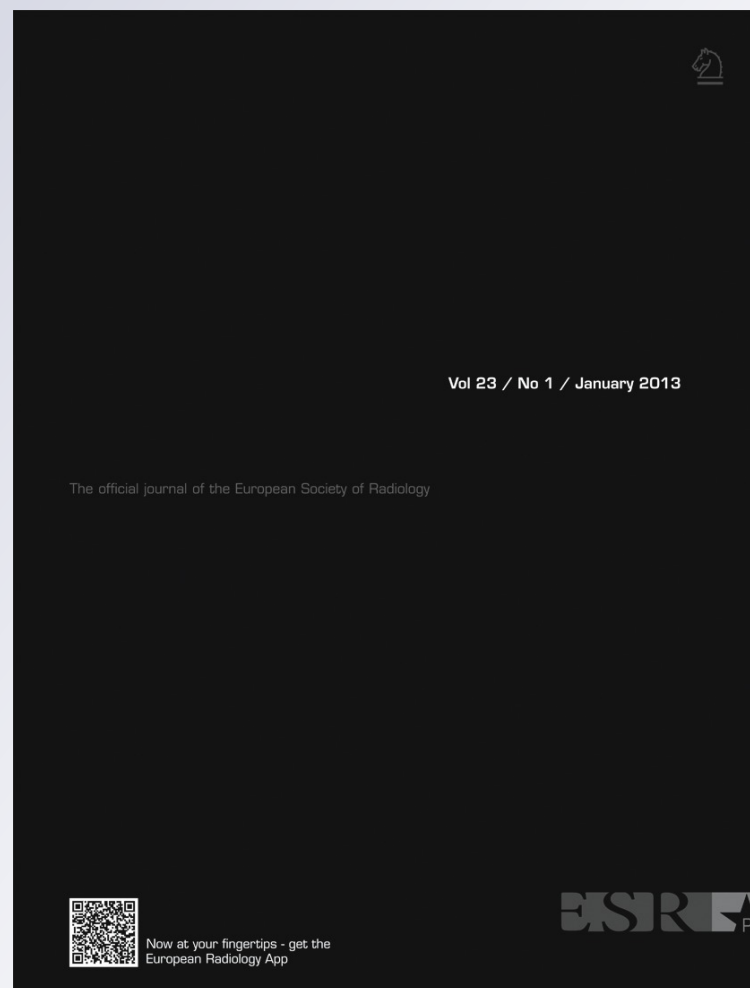 Vol 23 / No 1 / January 2013
The official journal of the European Society of Radiology
Now at your fingertips - get the
European Radiology App
ESR